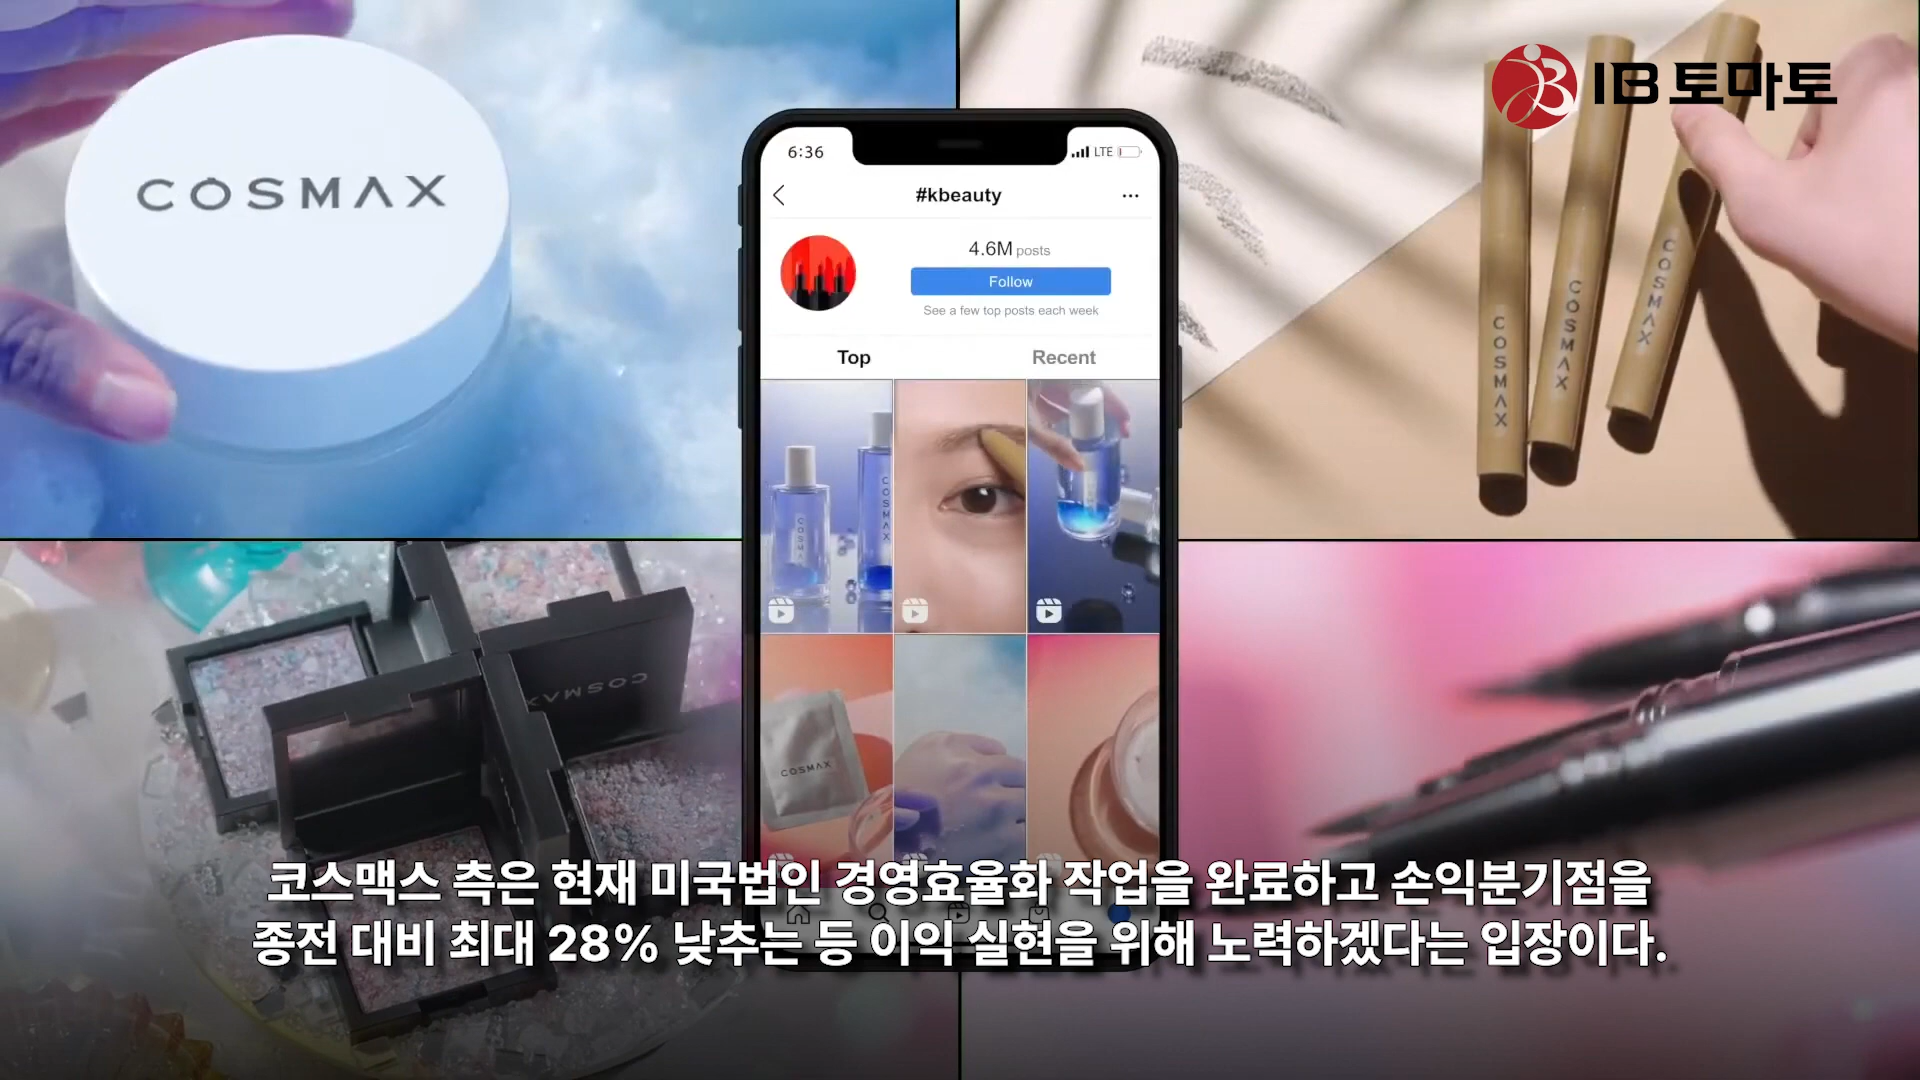 COSMAX
IB 토마토
6:36
LTE
#kbeauty
4.6M posts
Follow
See a few top posts each week
Top
Recent
COSMAX
COSMAX
COSMAX
COSMAX
COSMAX
COSMAX
COSMAX
코스맥스 측은 현재 미국법인 경영효율화 작업을 완료하고 손익분기점을
종전 대비 최대 28% 낮추는 등 이익 실현을 위해 노력하겠다는 입장이다.